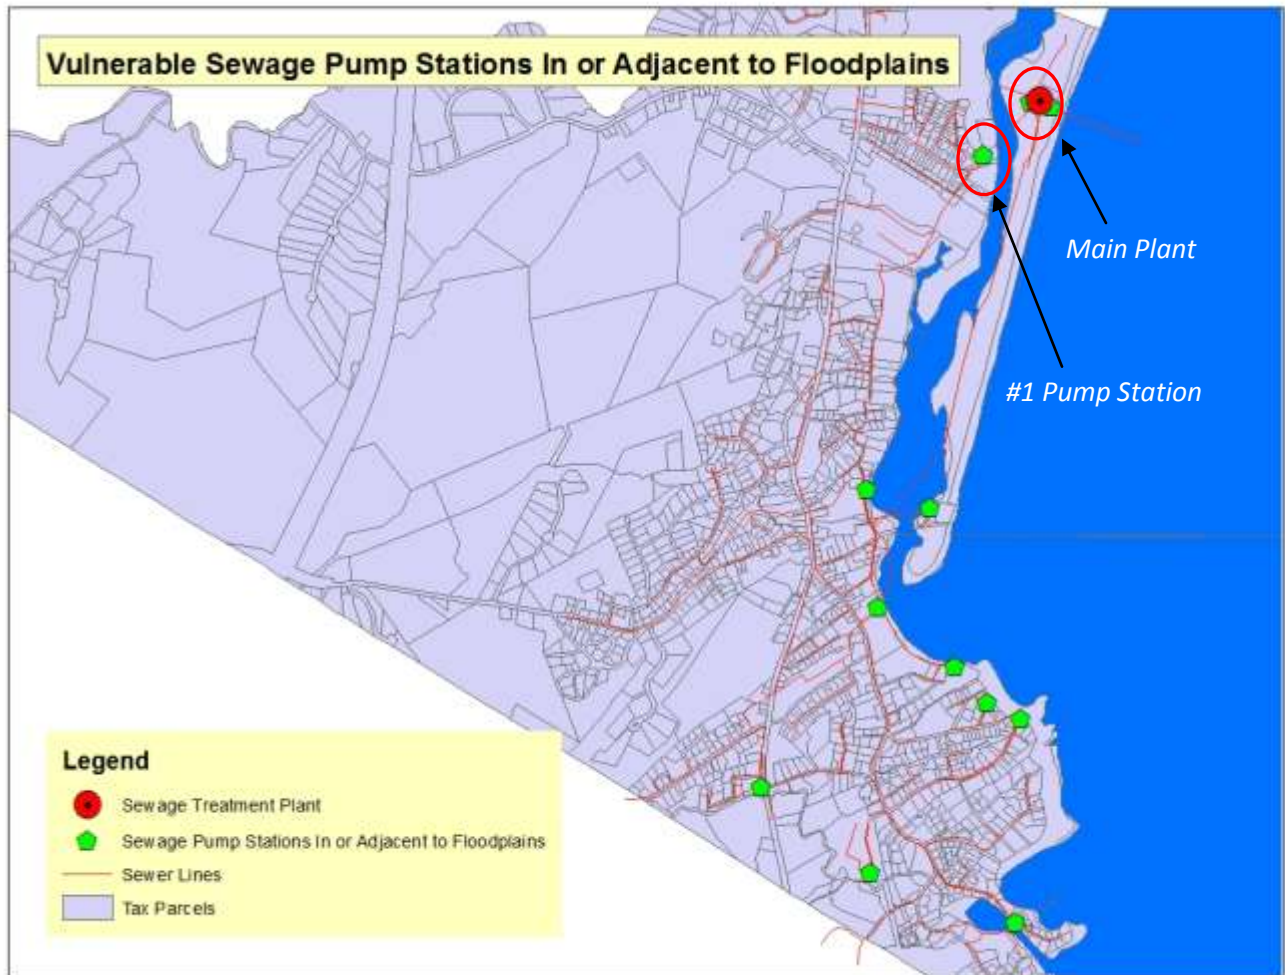 Vulnerable Sewage Pump Stations In or Adjacent to Floodplains
Main Plant
#1 Pump Station
Legend
Sewage Treatment Plant
Sewage Pump Stations In or Adjacent to Floodplains
Sewer Lines
Tax Parcels